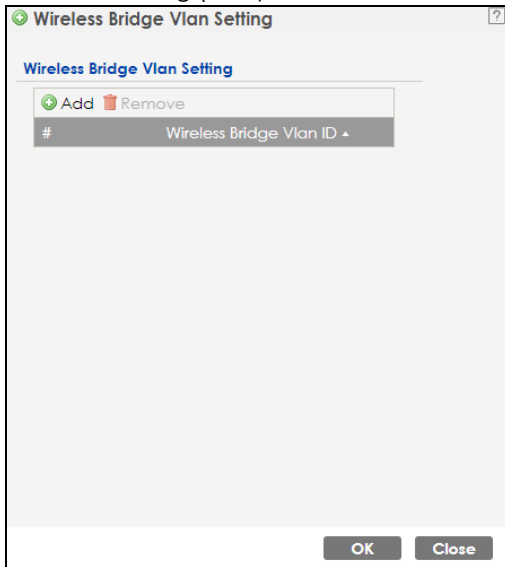 Wireless Bridge Vlan Setting ?
Wireless Bridge Vlan Setting
Add Remove
# Wireless Bridge Vlan ID
OK Close